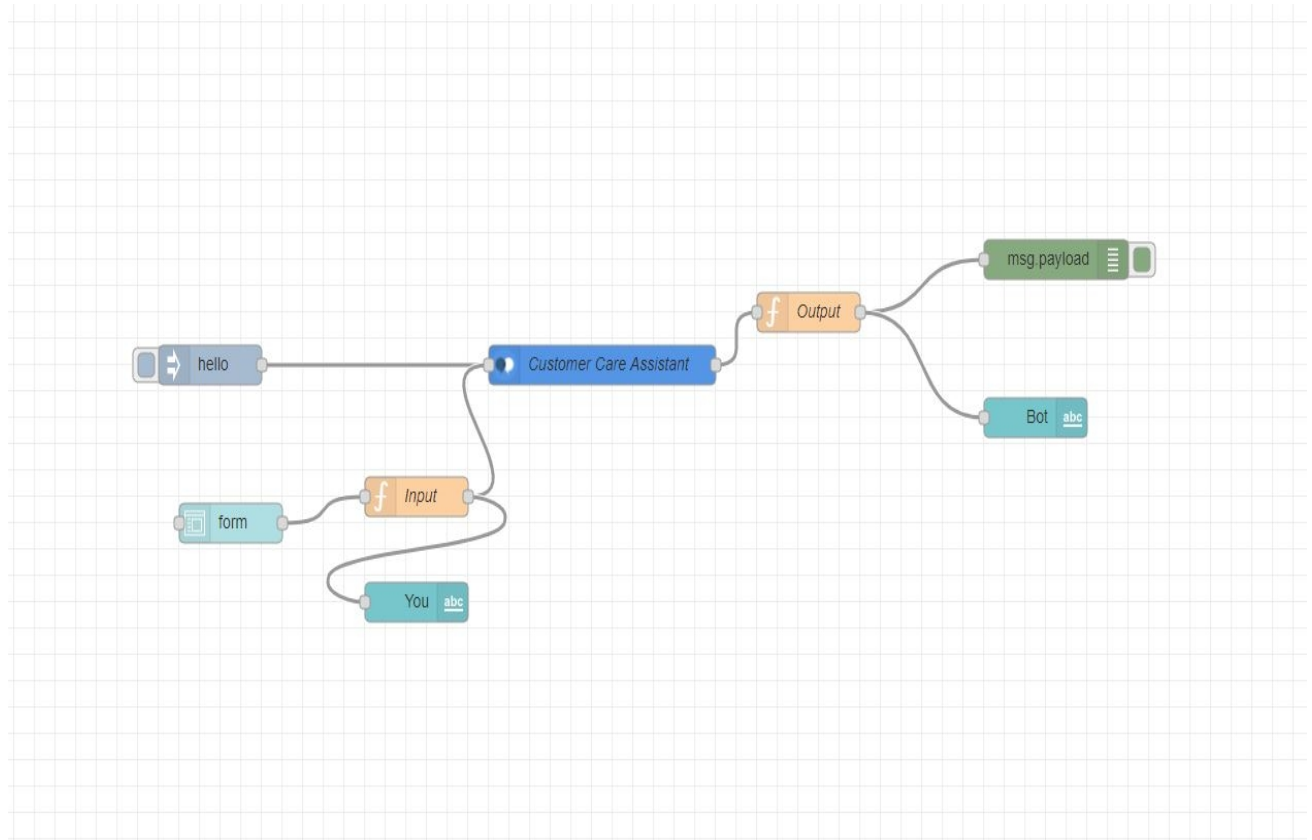 msg.payload
Output
hello
Customer Care Assistant
Bot abc
Input
form
You abc